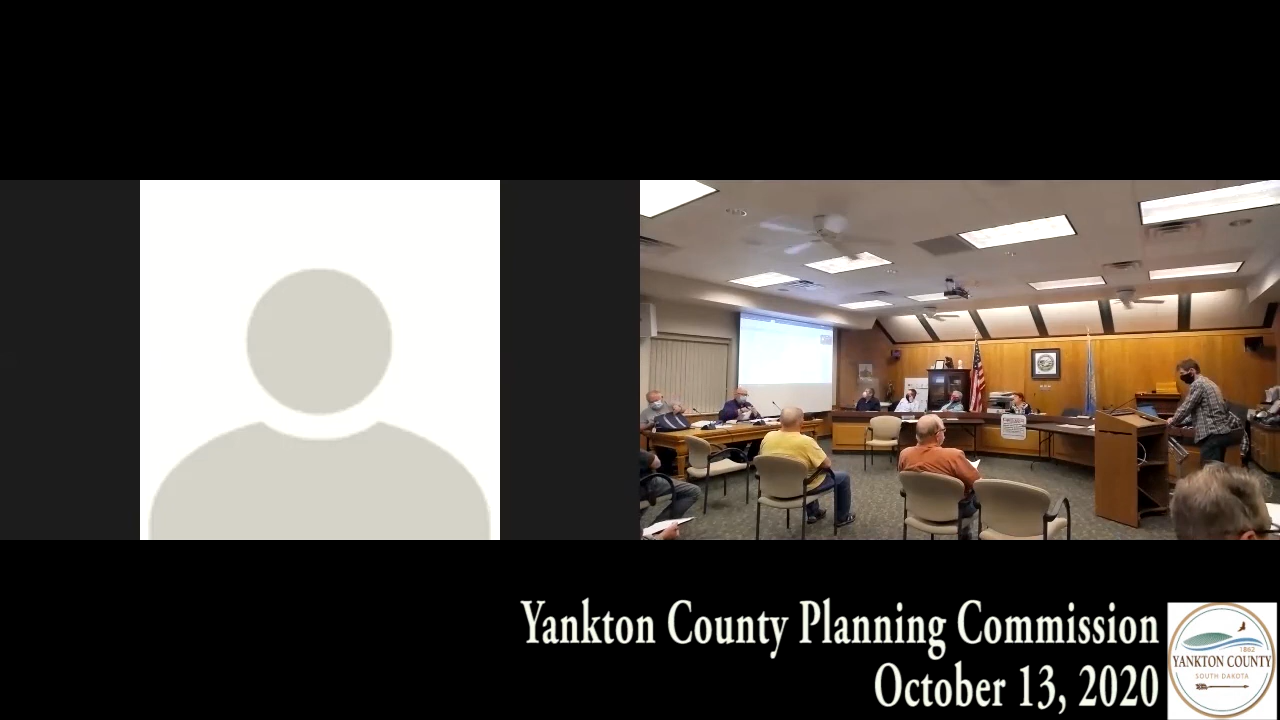 Yankton County Planning Commission
October 13, 2020
1862
YANKTON COUNTY
SOUTH DAKOTA